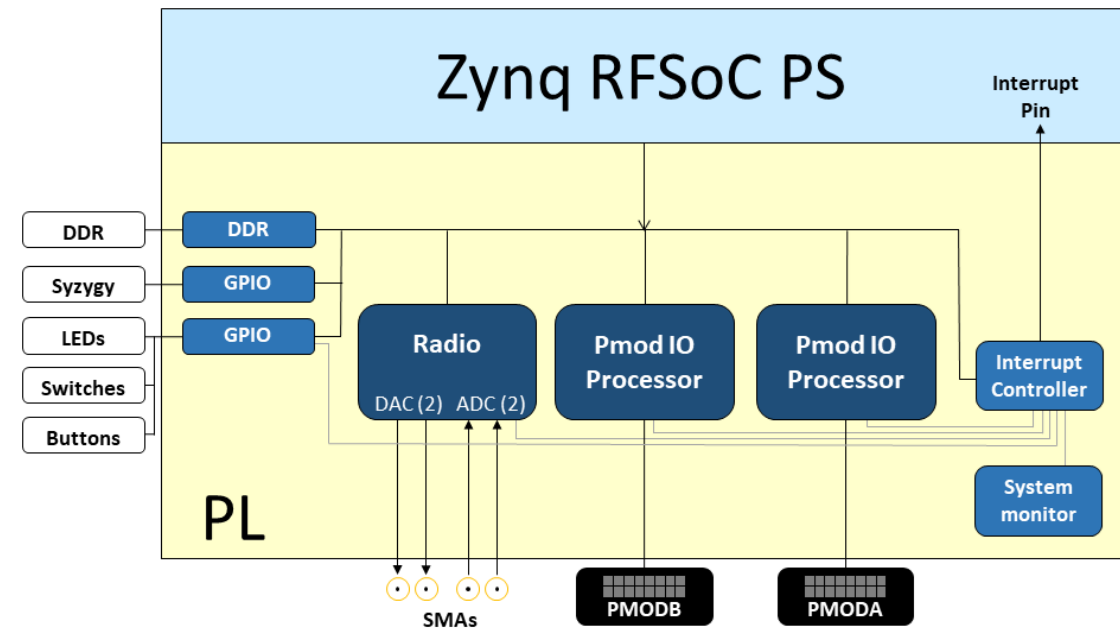 Zynq RFSoC PS
Interrupt
Pin
DDR
DDR
Syzygy
GPIO
LEDs
GPIO
Switches
Buttons
Radio
DAC (2) ADC (2)
Pmod IO
Processor
Pmod IO
Processor
Interrupt
Controller
System
monitor
PL
SMAs
PMODB
PMODA